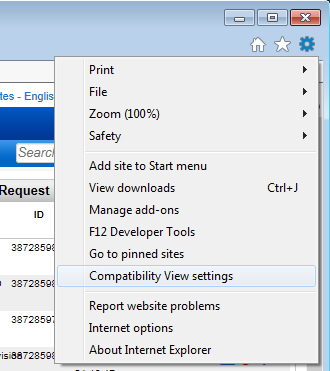 Print
File
tes - English
Zoom (100%)
Safety
Search
Add site to Start menu
View downloads Ctrl+J
Request
Manage add-ons
ID
F12 Developer Tools
38728598
Go to pinned sites
Compatibility View settings
38728598
Report website problems
38728597
Internet options
About Internet Explorer
38728598